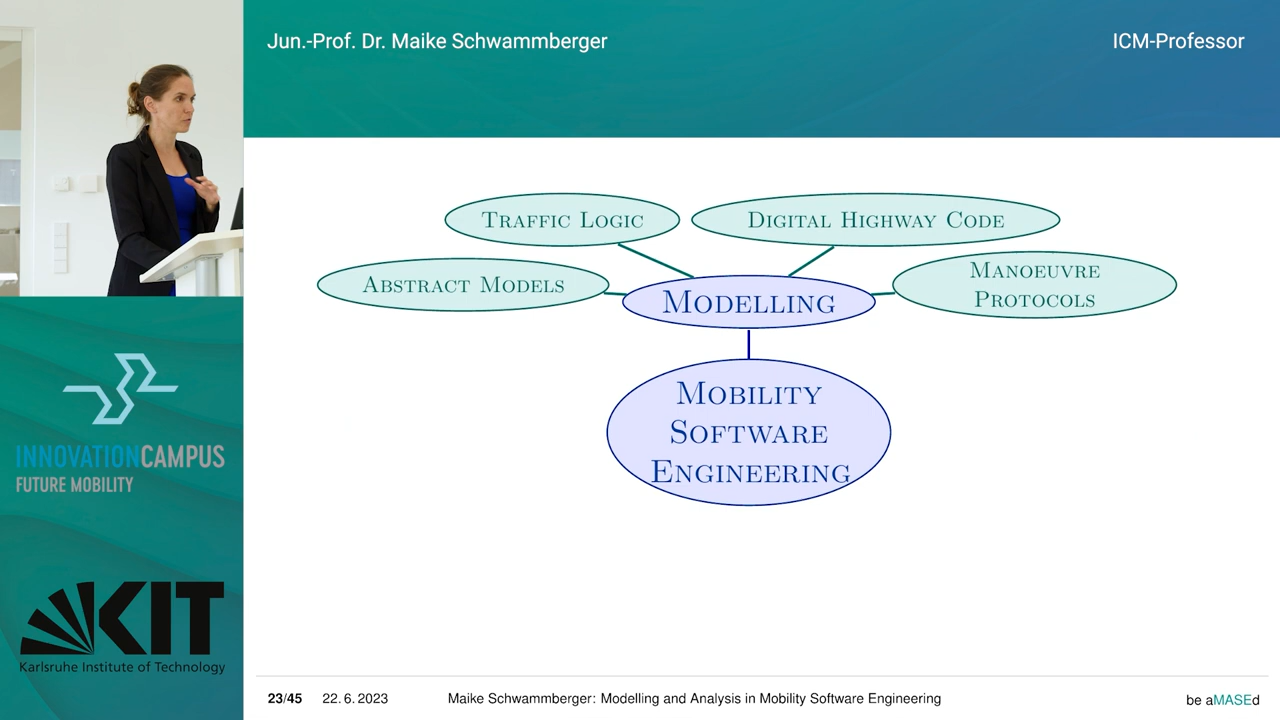 Jun.-Prof. Dr. Maike Schwammberger
ICM-Professor
TRAFFIC LOGIC
DIGITAL HIGHWAY CODE
ABSTRACT MODELS
MODELLING
MANOEUVRE
PROTOCOLS
MOBILITY
SOFTWARE
ENGINEERING
INNOVATIONCAMPUS
FUTURE MOBILITY
KIT
Karlsruhe Institute of Technology
23/45 22. 6. 2023 Maike Schwammberger: Modelling and Analysis in Mobility Software Engineering be aMASEd